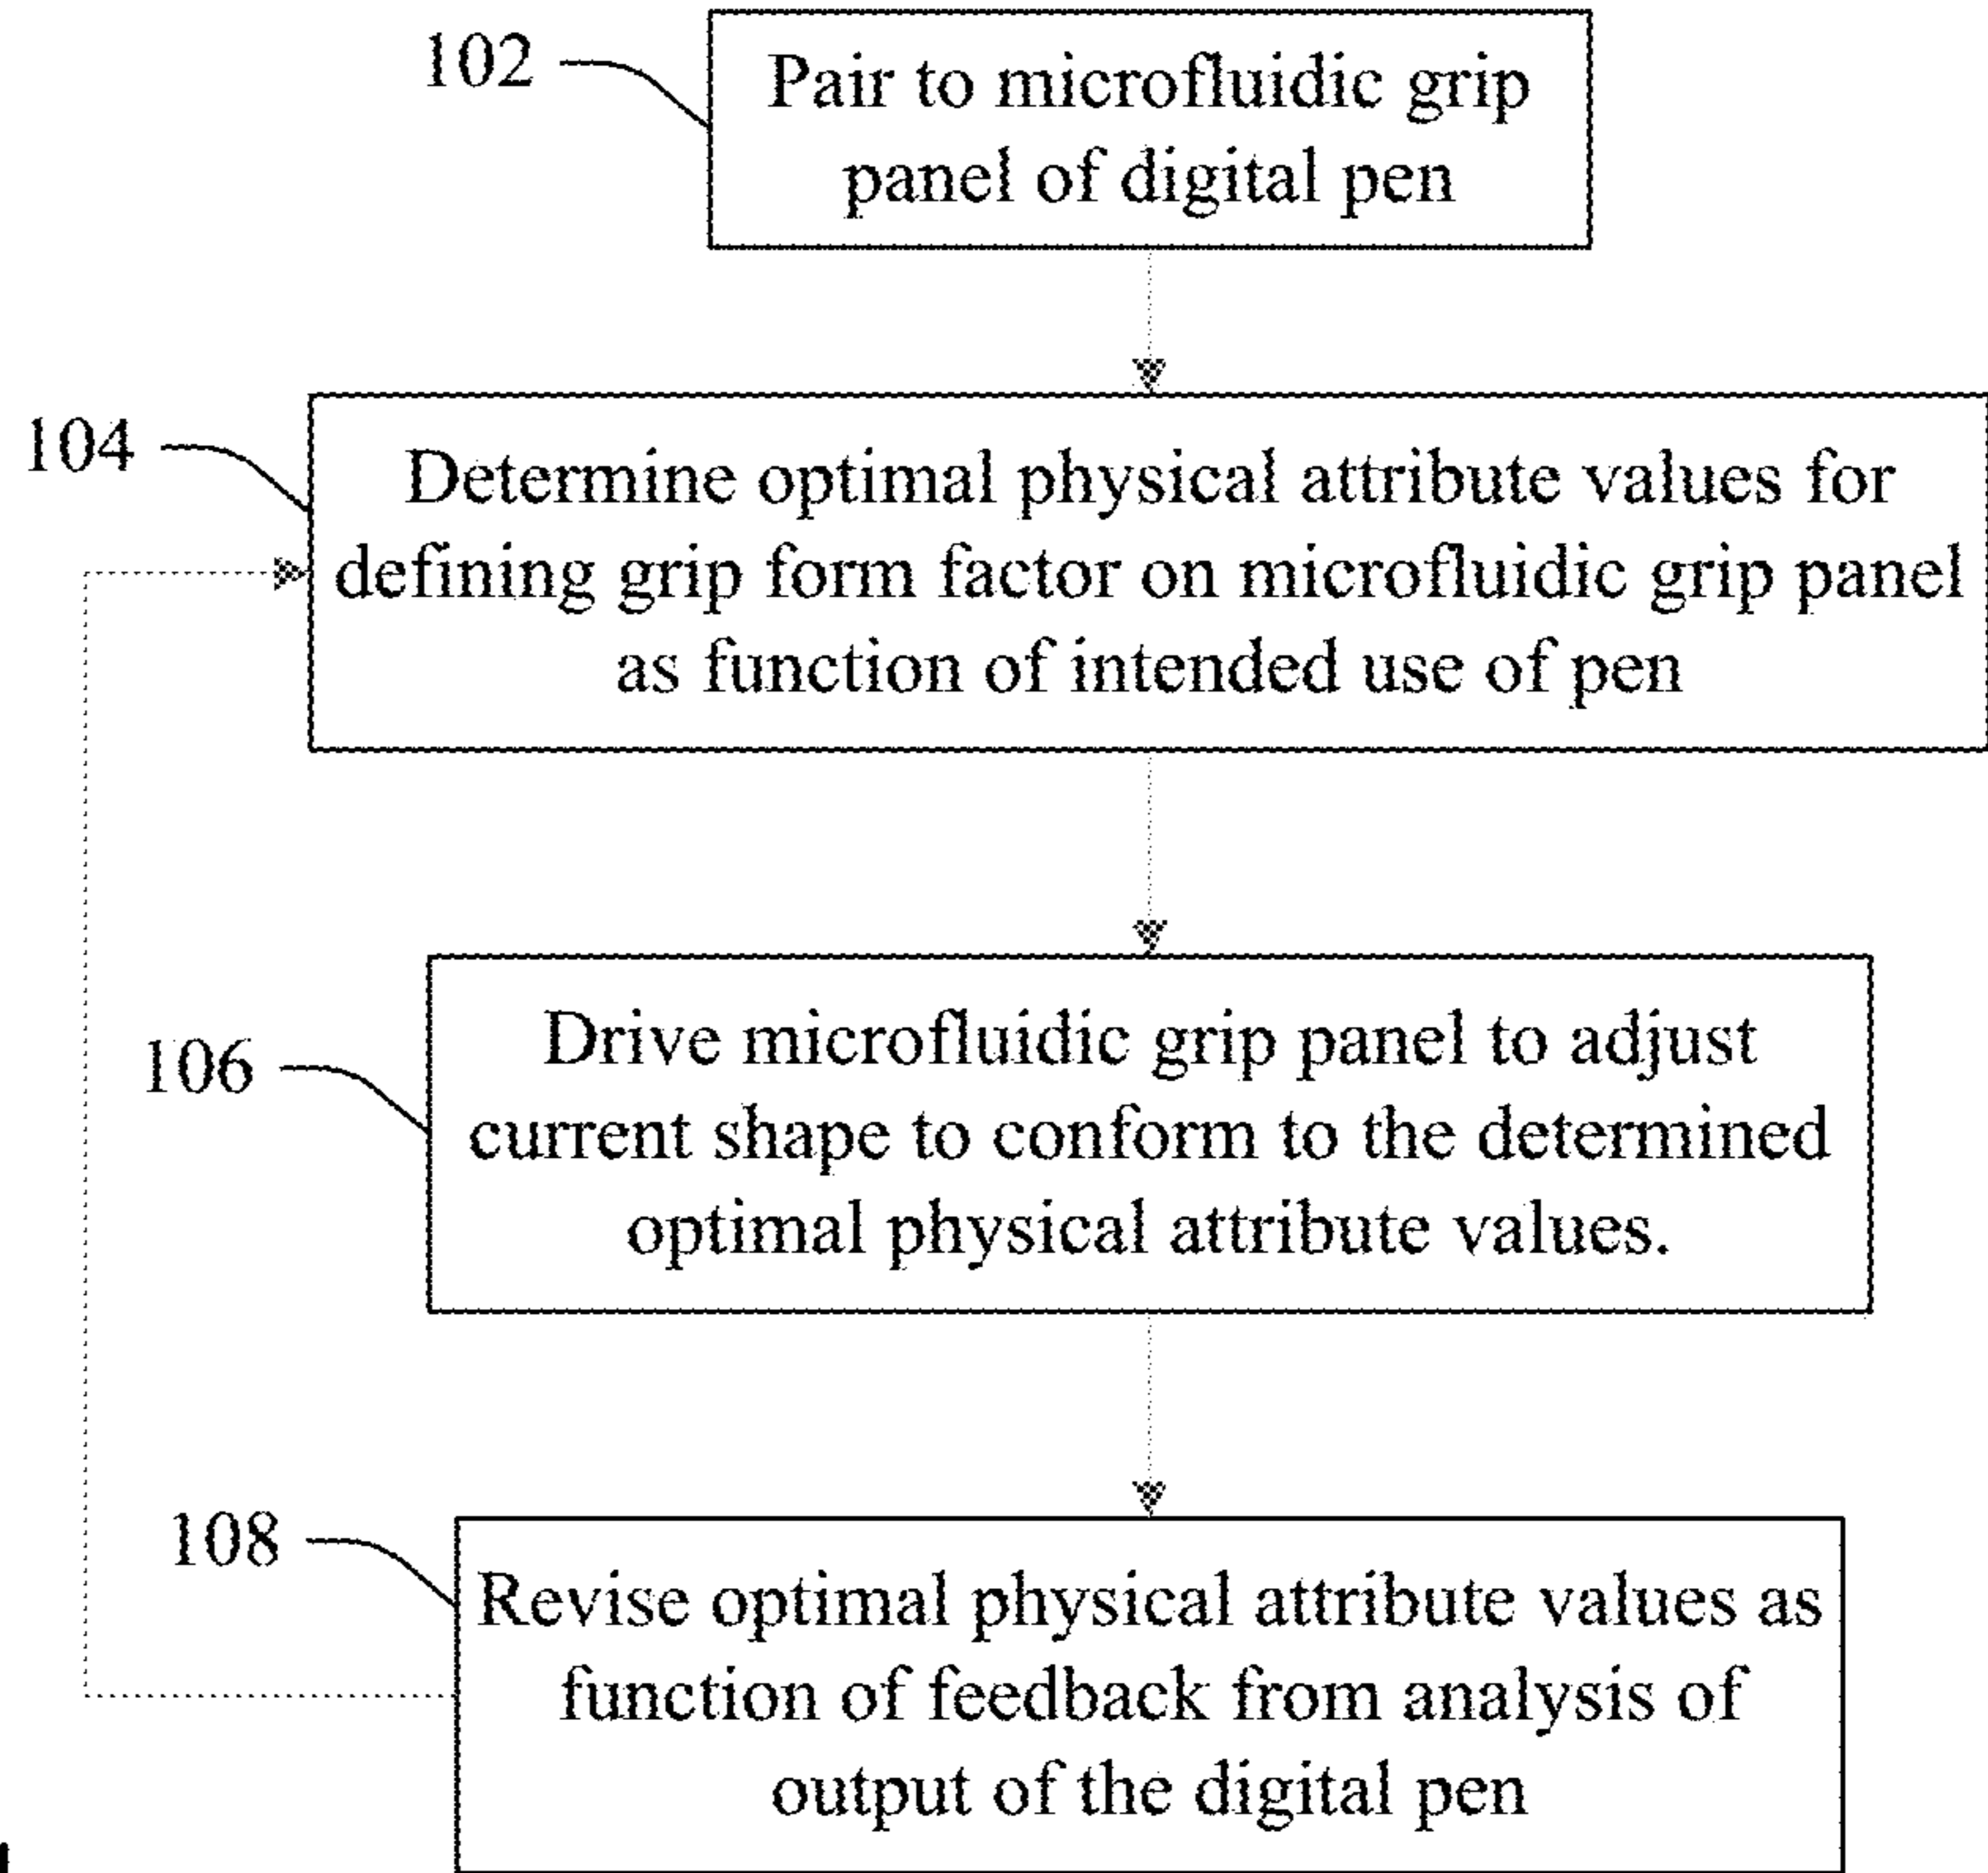 102
Pair to microfluidic grip
panel of digital pen
104
Determine optimal physical attribute values for
defining grip form factor on microfluidic grip panel
as function of intended use of pen
106
Drive microfluidic grip panel to adjust
current shape to conform to the determined
optimal physical attribute values.
108
Revise optimal physical attribute values as
function of feedback from analysis of
output of the digital pen